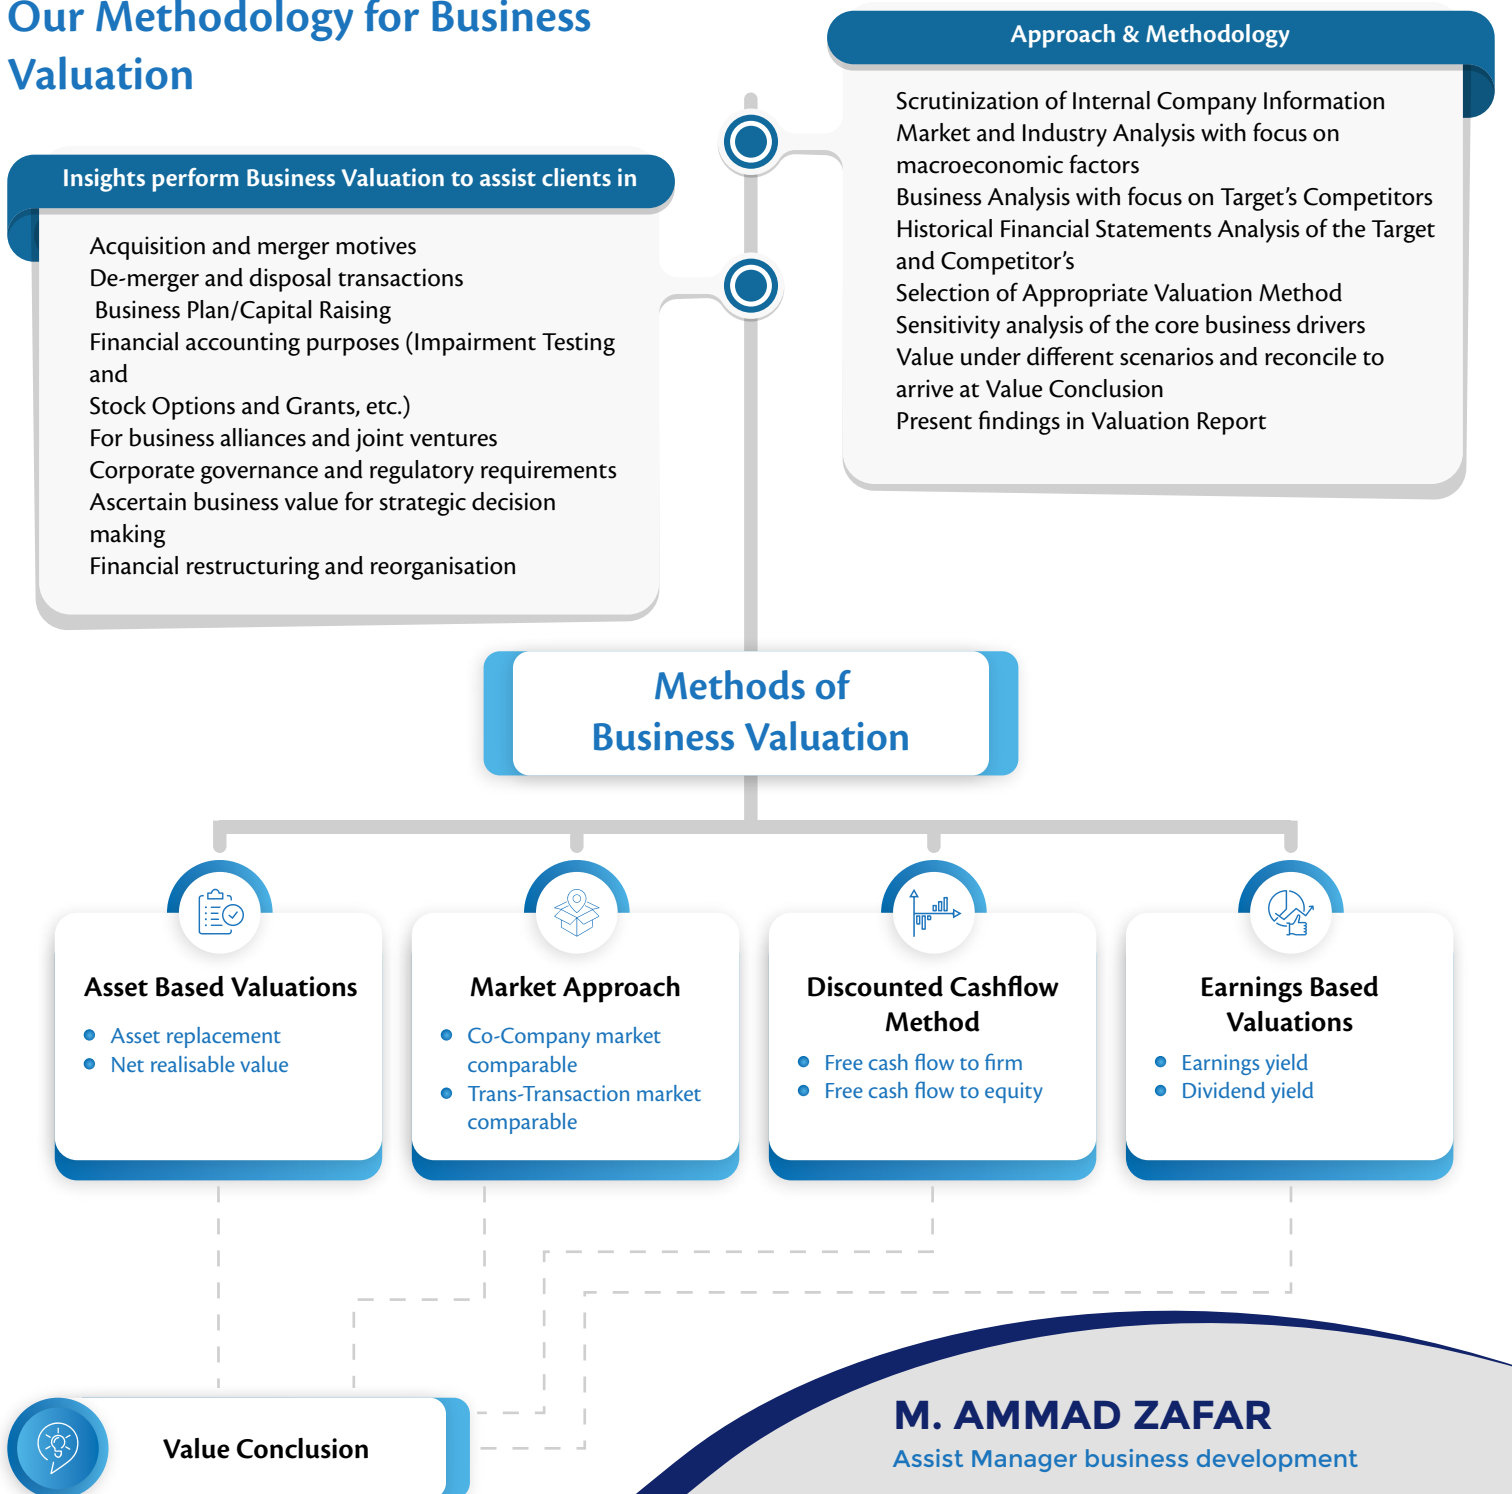 Our Methodology for Business
Valuation
Insights perform Business Valuation to assist clients in
Acquisition and merger motives
De-merger and disposal transactions
Business Plan/Capital Raising
Financial accounting purposes (Impairment Testing
and
Stock Options and Grants, etc.)
For business alliances and joint ventures
Corporate governance and regulatory requirements
Ascertain business value for strategic decision
making
Financial restructuring and reorganisation
Approach & Methodology
Scrutinization of Internal Company Information
Market and Industry Analysis with focus on
macroeconomic factors
Business Analysis with focus on Target’s Competitors
Historical Financial Statements Analysis of the Target
and Competitor’s
Selection of Appropriate Valuation Method
Sensitivity analysis of the core business drivers
Value under different scenarios and reconcile to
arrive at Value Conclusion
Present findings in Valuation Report
Methods of
Business Valuation
Asset Based Valuations
Asset replacement
Net realisable value
Market Approach
Co-Company market
comparable
Trans-Transaction market
comparable
Discounted Cashflow
Method
Free cash flow to firm
Free cash flow to equity
Earnings Based
Valuations
Earnings yield
Dividend yield
Value Conclusion
M. AMMAD ZAFAR
Assist Manager business development